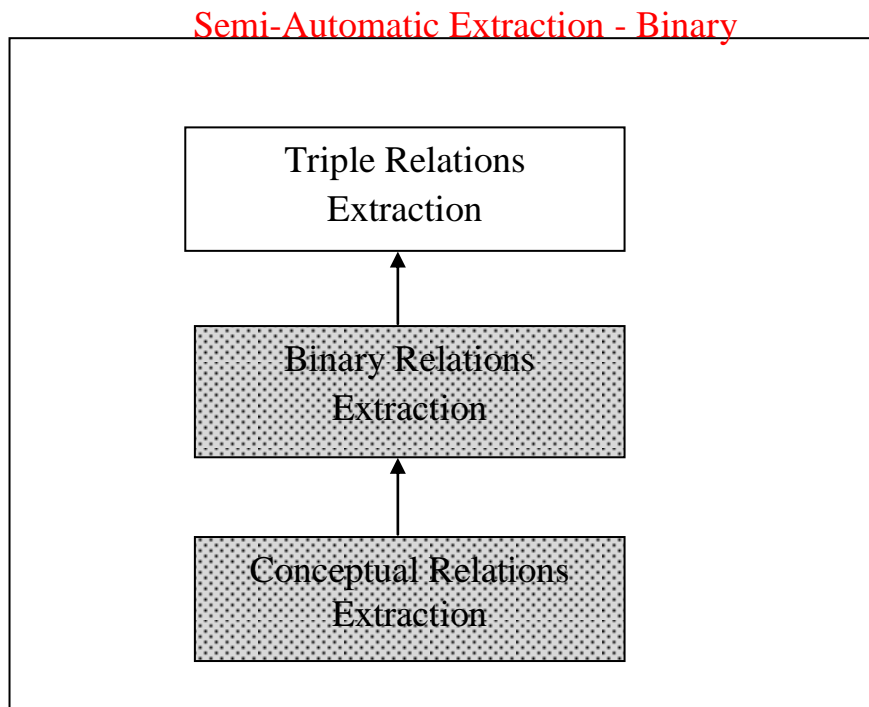 Semi-Automatic Extraction - Binary
Triple Relations
Extraction
Binary Relations
Extraction
Conceptual Relations
Extraction